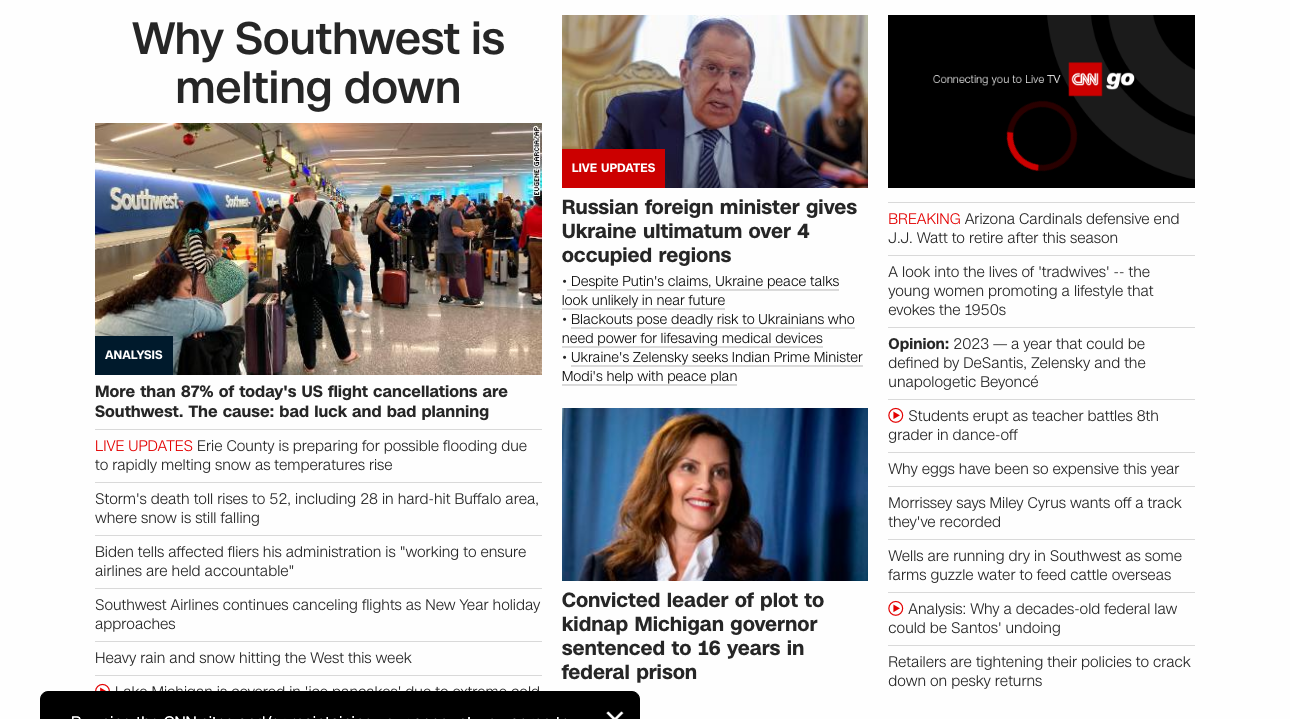 Why Southwest is
melting down
Southwest
Southwest
EUGENE GARCIA/AP
ANALYSIS
More than 87% of today's US flight cancellations are
Southwest. The cause: bad luck and bad planning
LIVE UPDATES Erie County is preparing for possible flooding due
to rapidly melting snow as temperatures rise
Storm's death toll rises to 52, including 28 in hard-hit Buffalo area,
where snow is still falling
Biden tells affected fliers his administration is "working to ensure
airlines are held accountable"
Southwest Airlines continues canceling flights as New Year holiday
approaches
Heavy rain and snow hitting the West this week
Lake Michigan is covered in 'ice pancakes' due to extreme cold
LIVE UPDATES
Russian foreign minister gives
Ukraine ultimatum over 4
occupied regions
• Despite Putin's claims, Ukraine peace talks
look unlikely in near future
• Blackouts pose deadly risk to Ukrainians who
need power for lifesaving medical devices
• Ukraine's Zelensky seeks Indian Prime Minister
Modi's help with peace plan
Convicted leader of plot to
kidnap Michigan governor
sentenced to 16 years in
federal prison
Connecting you to Live TV CNN go
BREAKING Arizona Cardinals defensive end
J.J. Watt to retire after this season
A look into the lives of 'tradwives' -- the
young women promoting a lifestyle that
evokes the 1950s
Opinion: 2023 — a year that could be
defined by DeSantis, Zelensky and the
unapologetic Beyoncé
Students erupt as teacher battles 8th
grader in dance-off
Why eggs have been so expensive this year
Morrissey says Miley Cyrus wants off a track
they've recorded
Wells are running dry in Southwest as some
farms guzzle water to feed cattle overseas
Analysis: Why a decades-old federal law
could be Santos' undoing
Retailers are tightening their policies to crack
down on pesky returns